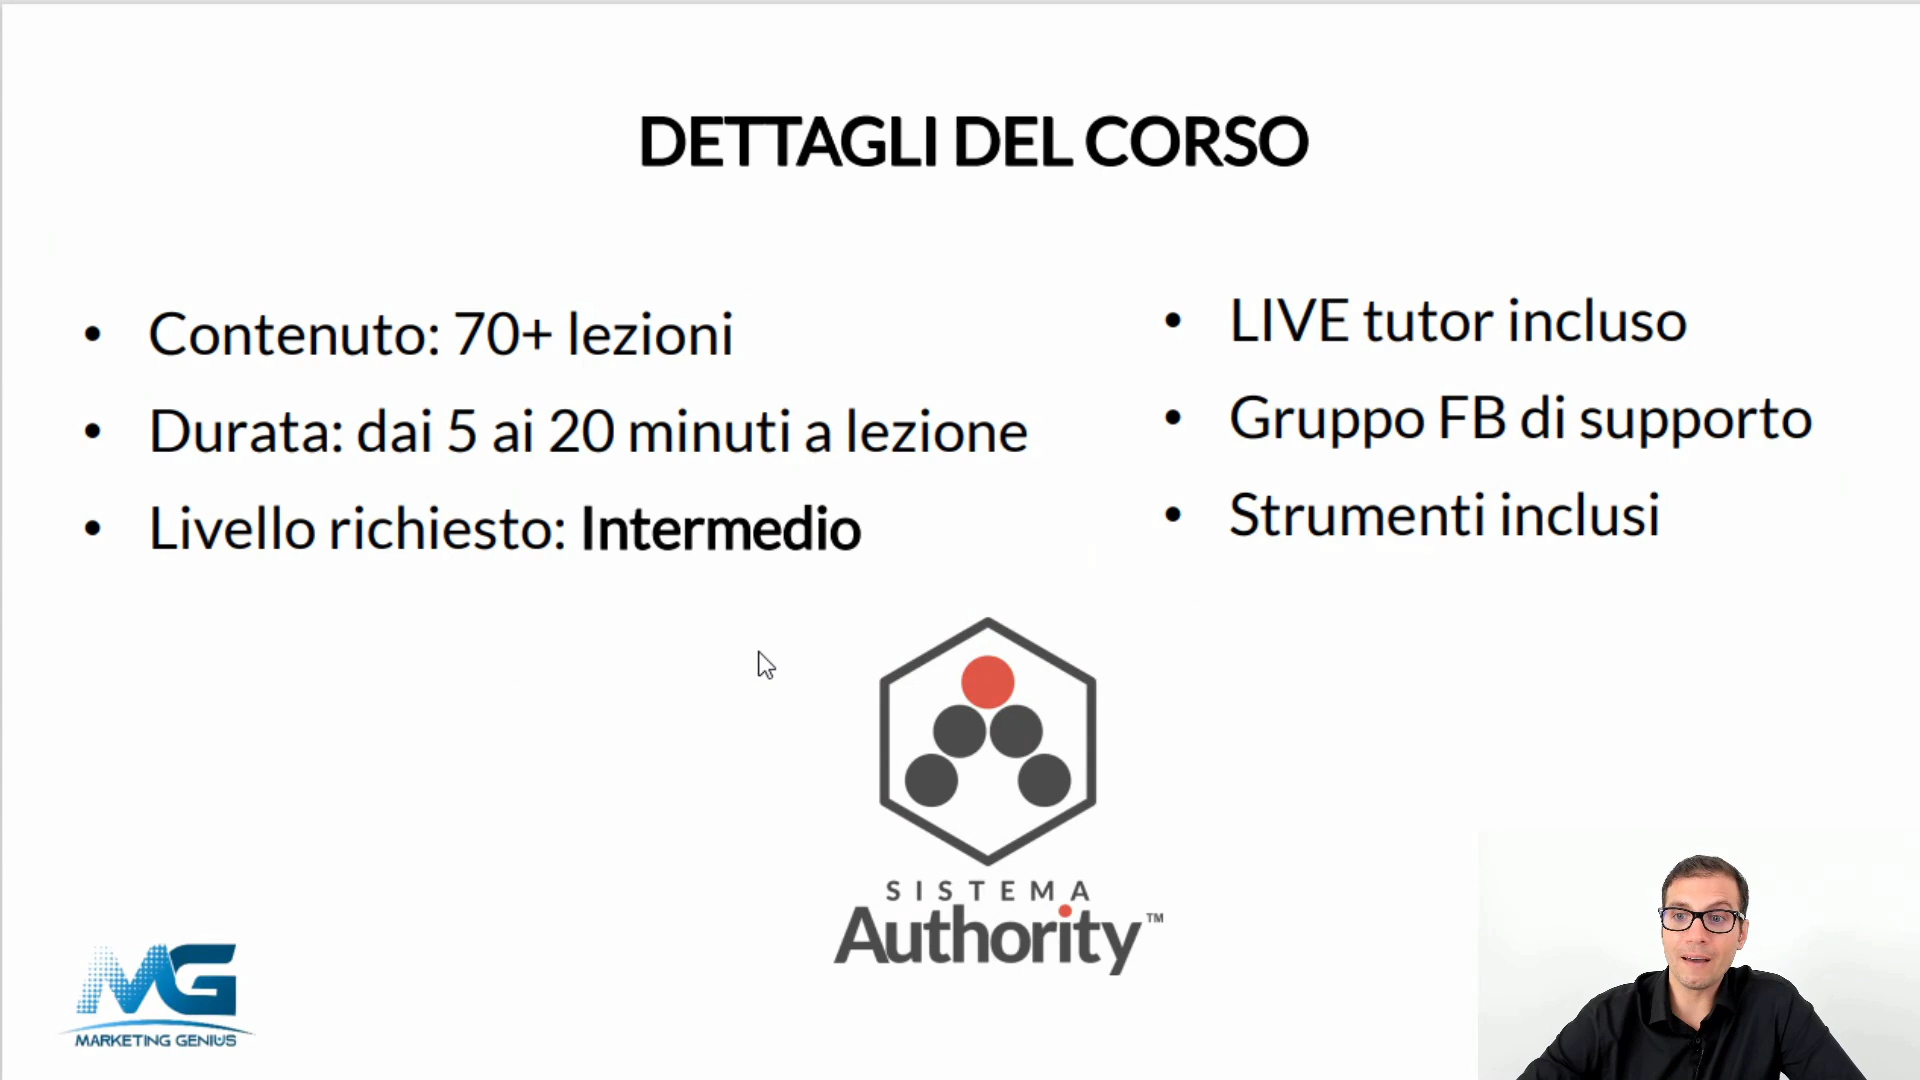 DETTAGLI DEL CORSO
• Contenuto: 70+ lezioni
• Durata: dai 5 ai 20 minuti a lezione
• Livello richiesto: Intermedio
• LIVE tutor incluso
• Gruppo FB di supporto
• Strumenti inclusi
SISTEMA
Authority™
MG
MARKETING GENIUS